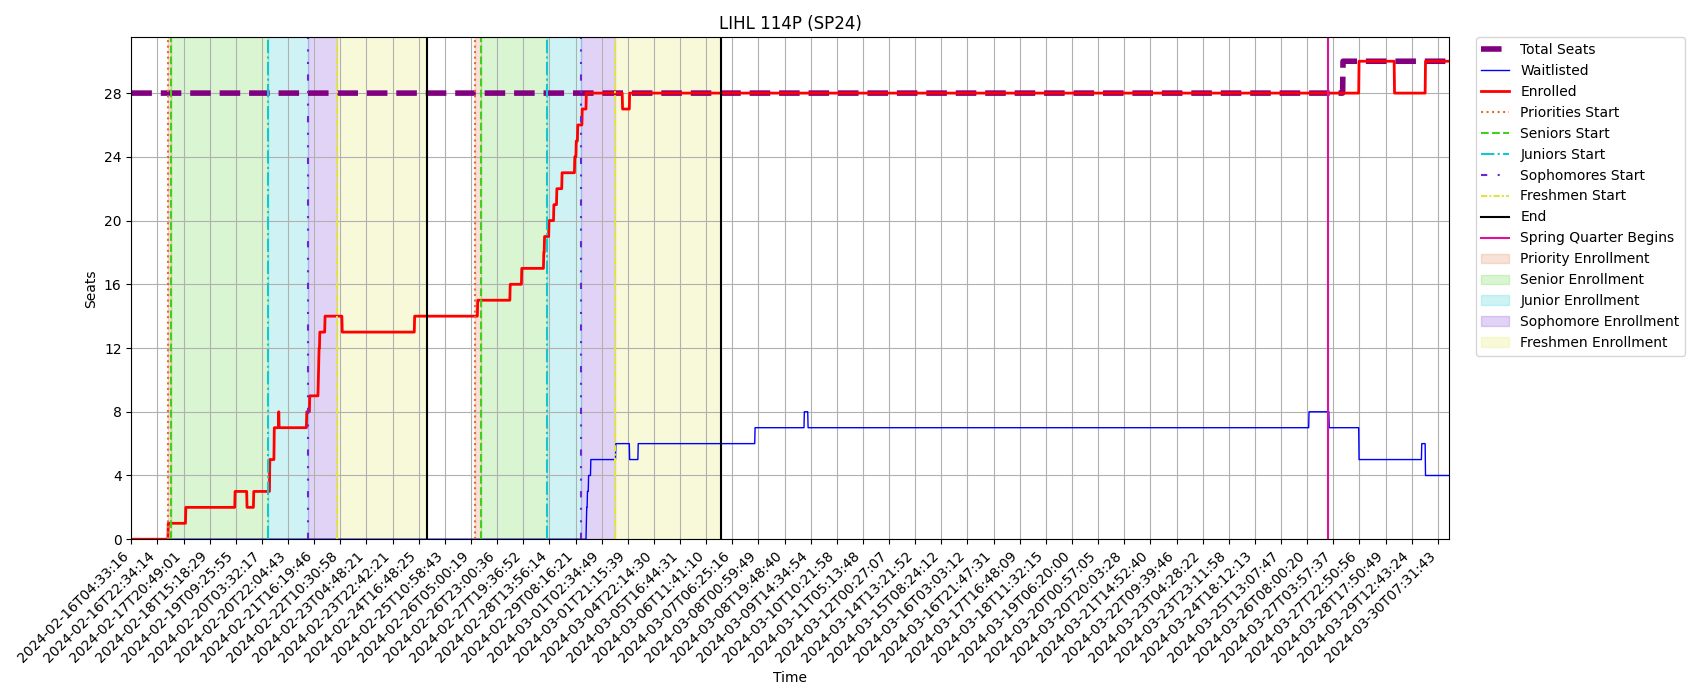 LIHL 114P (SP24)
Seats
28
24
20
16
12
8
4
0
2024-02-16T04:33:16
2024-02-16T22:34:14
2024-02-17T20:49:01
2024-02-18T15:18:29
2024-02-19T09:25:55
2024-02-20T03:32:17
2024-02-20T22:04:43
2024-02-21T16:19:46
2024-02-22T10:30:58
2024-02-23T04:48:21
2024-02-23T22:42:21
2024-02-24T16:48:25
2024-02-25T10:58:43
2024-02-26T05:00:19
2024-02-26T23:00:36
2024-02-27T19:36:52
2024-02-28T13:56:14
2024-02-29T08:16:21
2024-03-01T02:34:49
2024-03-01T21:15:39
2024-03-04T22:14:30
2024-03-05T16:44:31
2024-03-06T11:41:10
2024-03-07T06:25:16
2024-03-08T00:59:49
2024-03-08T19:48:40
2024-03-09T14:34:54
2024-03-10T10:21:58
2024-03-11T05:13:48
2024-03-12T00:27:07
2024-03-14T13:21:52
2024-03-15T08:24:12
2024-03-16T03:03:12
2024-03-16T21:47:31
2024-03-17T16:48:09
2024-03-18T11:32:15
2024-03-19T06:20:00
2024-03-20T00:57:05
2024-03-20T20:03:28
2024-03-21T14:52:40
2024-03-22T09:39:46
2024-03-23T04:28:22
2024-03-23T23:11:58
2024-03-24T18:12:13
2024-03-25T13:07:47
2024-03-26T08:00:20
2024-03-27T03:57:37
2024-03-27T22:50:56
2024-03-28T17:50:49
2024-03-29T12:43:24
2024-03-30T07:31:43
Time
Total Seats
Waitlisted
Enrolled
Priorities Start
Seniors Start
Juniors Start
Sophomores Start
Freshmen Start
End
Spring Quarter Begins
Priority Enrollment
Senior Enrollment
Junior Enrollment
Sophomore Enrollment
Freshmen Enrollment